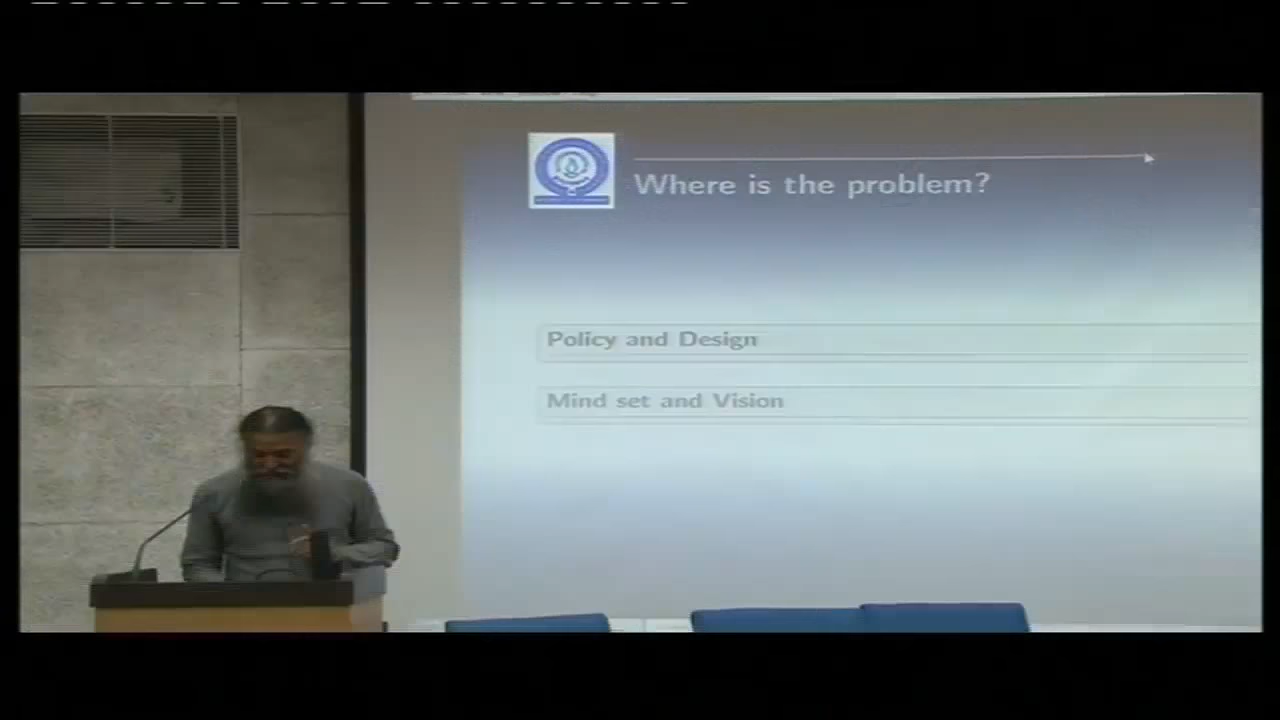 Where is the problem?
Policy and Design
Mind set and Vision